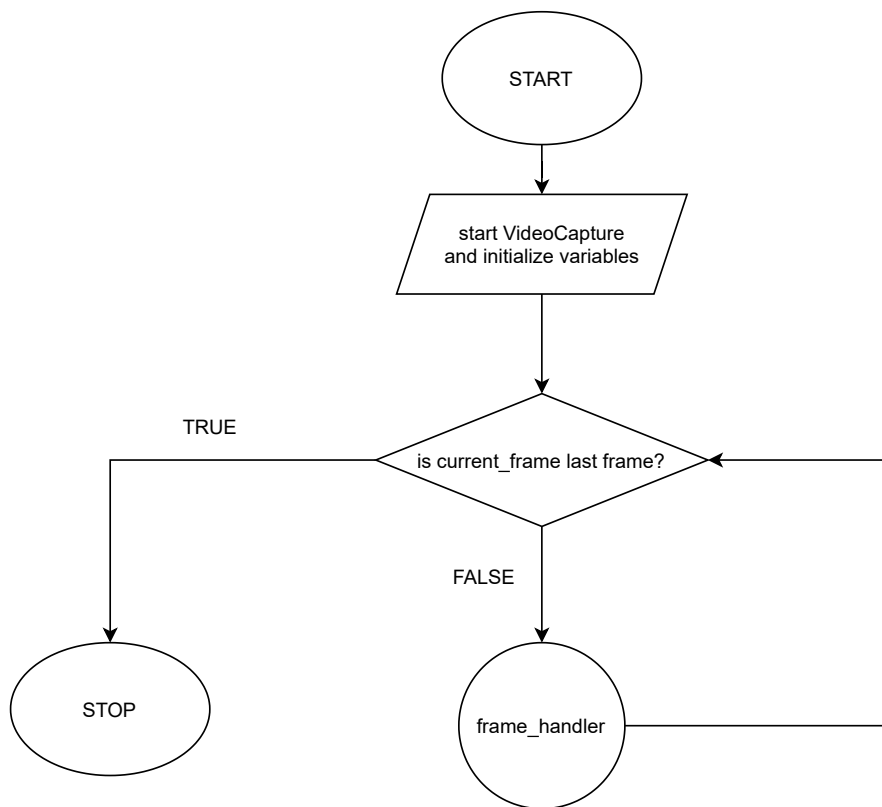 START
start VideoCapture
and initialize variables
TRUE
is current_frame last frame?
FALSE
STOP
frame_handler